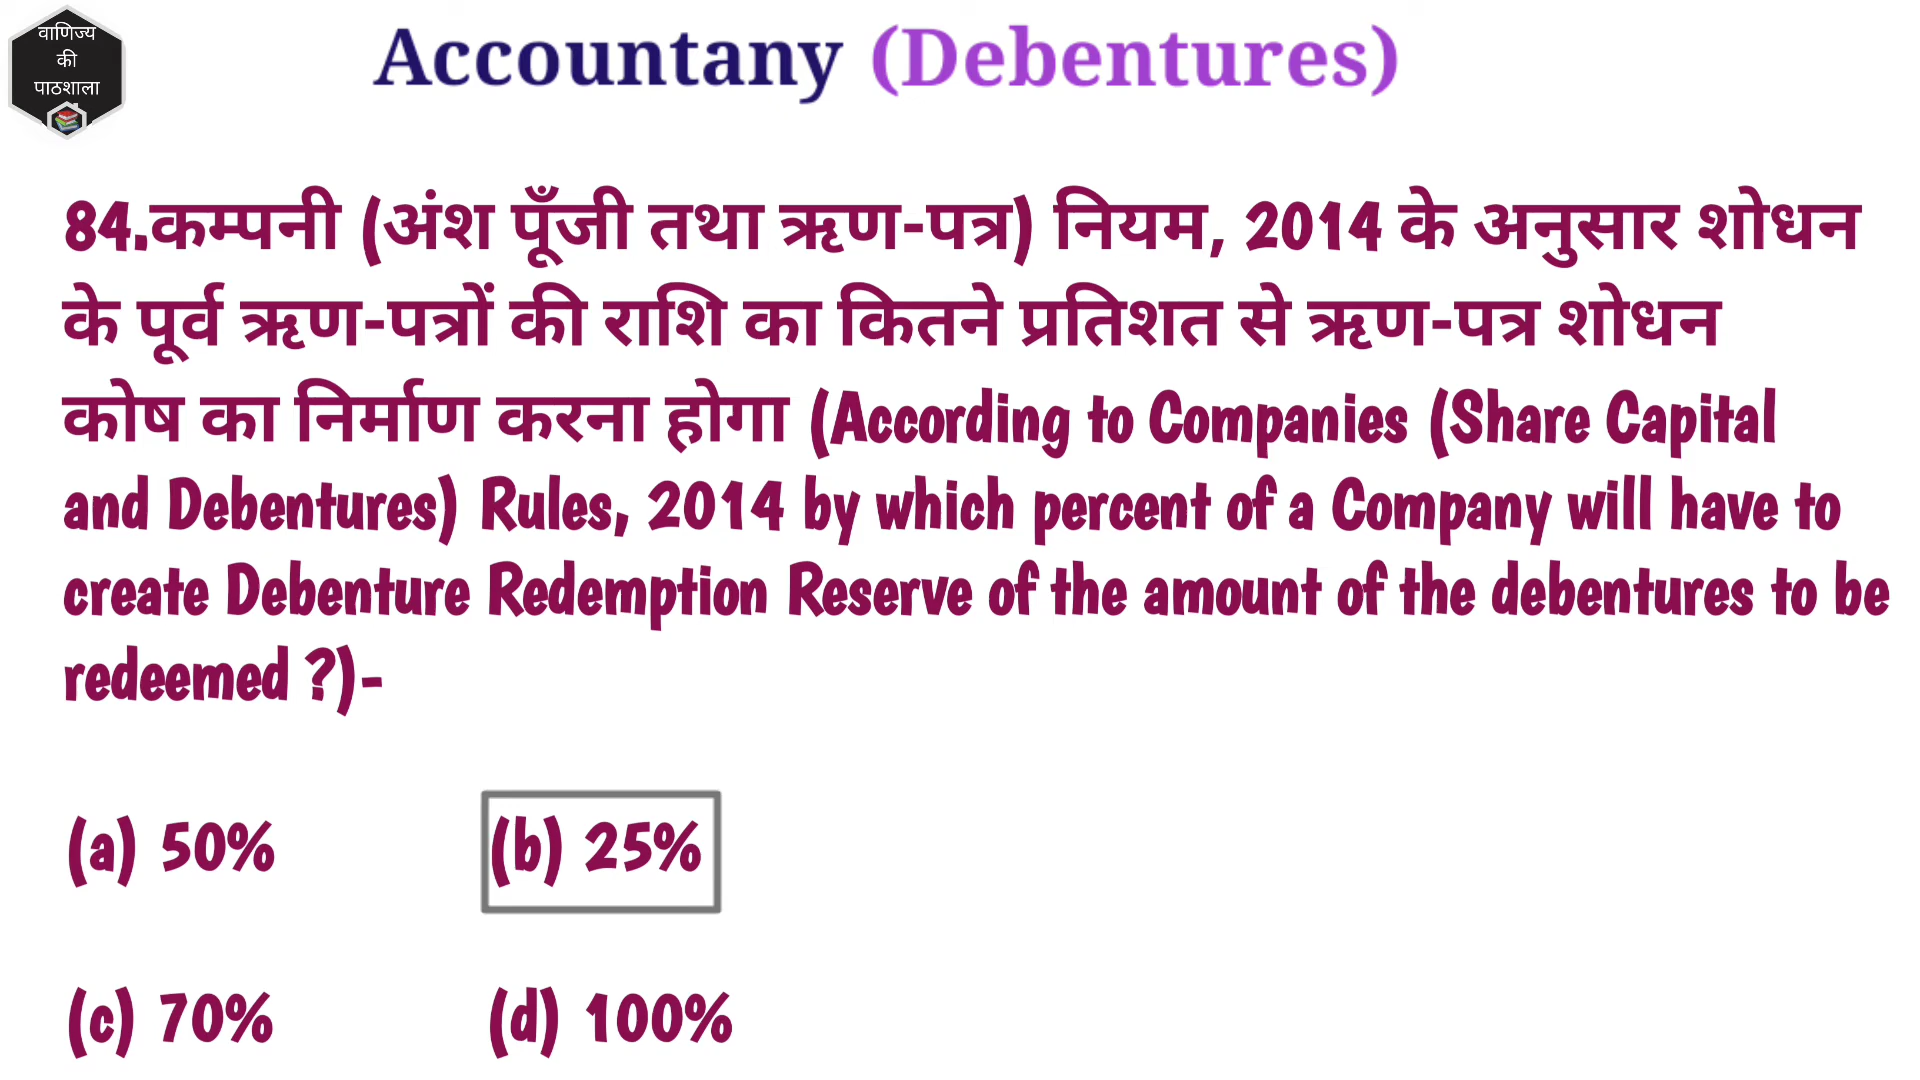 वाणिज्य
की
पाठशाला
Accountany (Debentures)
84.कम्पनी (अंश पूँजी तथा ऋण-पत्र) नियम, 2014 के अनुसार शोधन
के पूर्व ऋण-पत्रों की राशि का कितने प्रतिशत से ऋण-पत्र शोधन
कोष का निर्माण करना होगा (According to Companies (Share Capital
and Debentures) Rules, 2014 by which percent of a Company will have to
create Debenture Redemption Reserve of the amount of the debentures to be
redeemed ?)-
(a) 50% (b) 25%
(c) 70% (d) 100%